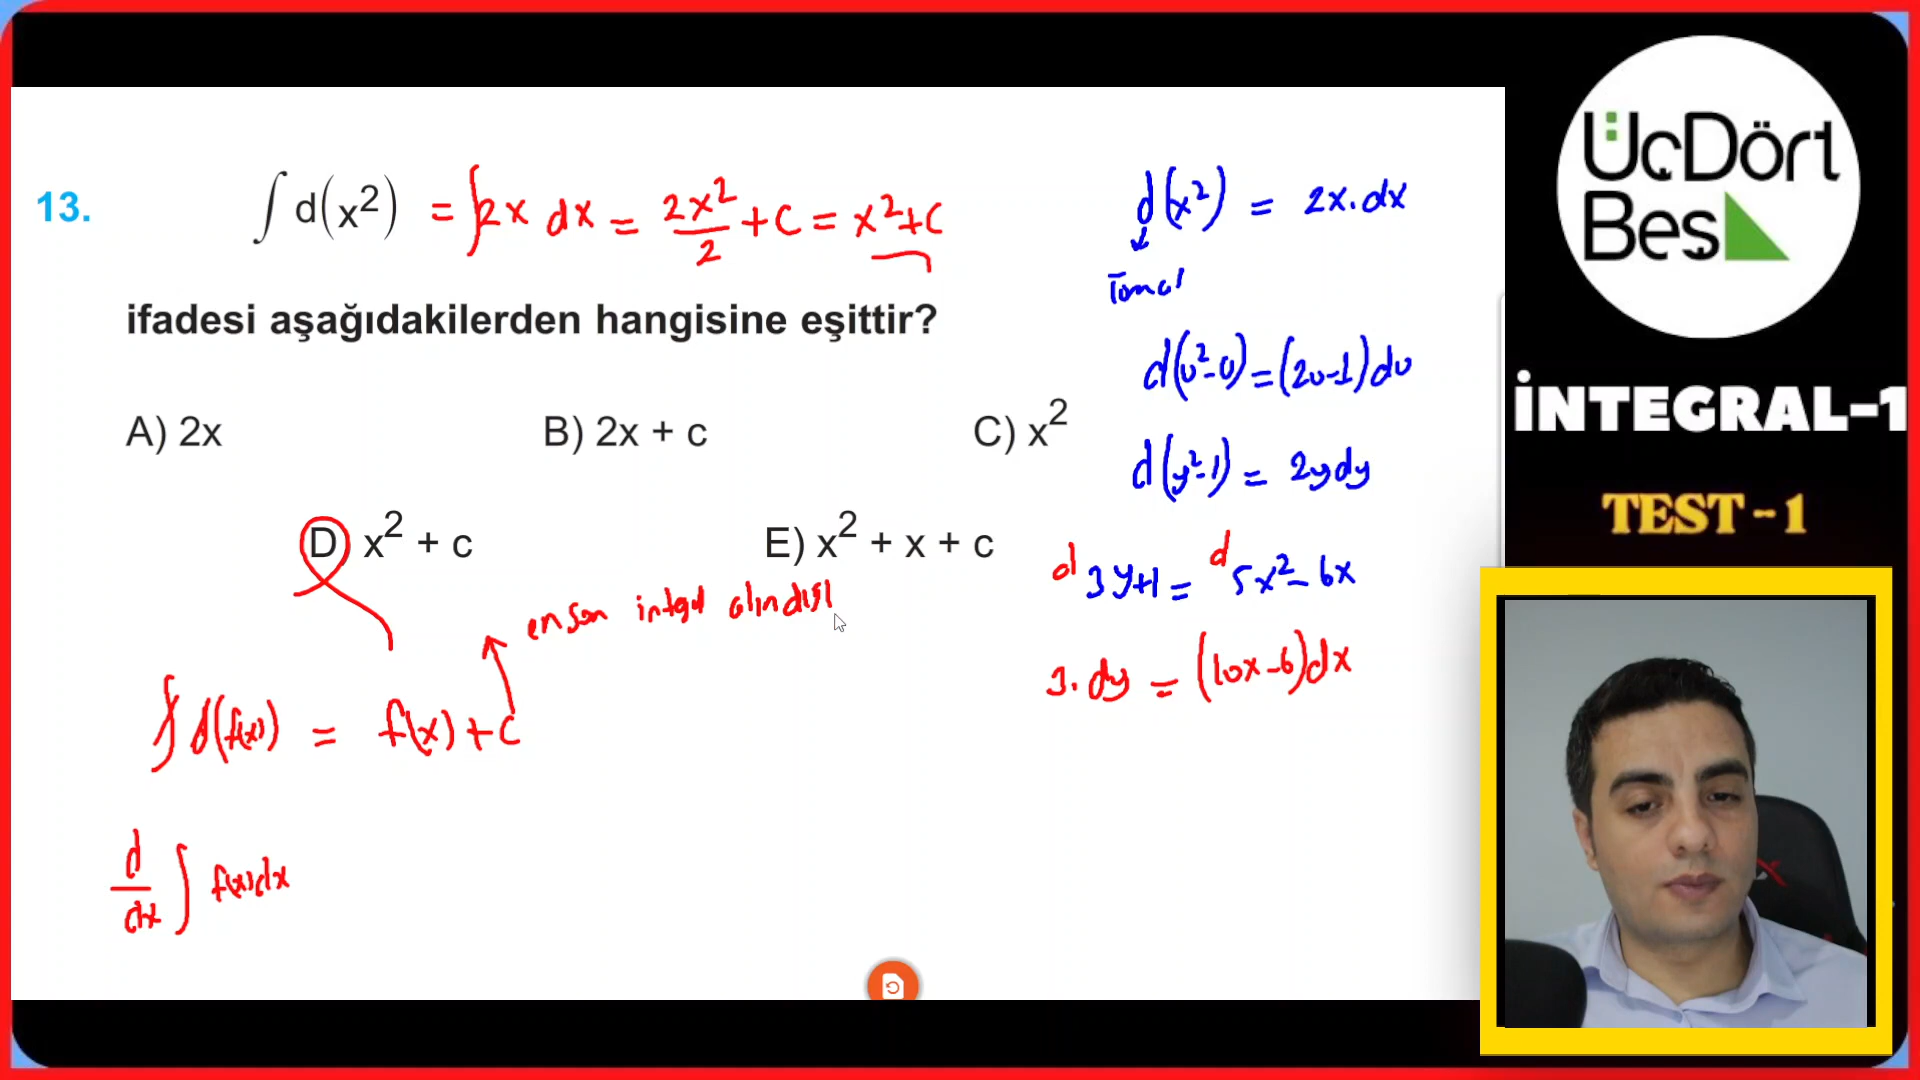 13. ∫ d(x²) = ∫2x dx = 2x²/2 + c = x²+c
ifadesi aşağıdakilerden hangisine eşittir?
A) 2x B) 2x + c C) x²
D) x² + c E) x² + x + c
en son integral alındısı
∫ d(f(x)) = f(x)+c
d/dx ∫ f(x)dx
d(x²) = 2x.dx
d(u²-u)=(2u-1)du
d(y²-1) = 2ydy
d 3y+1 = d 5x²-6x
3.dy = (10x-6)dx
ÜçDört
Beş
İNTEGRAL-1
TEST - 1